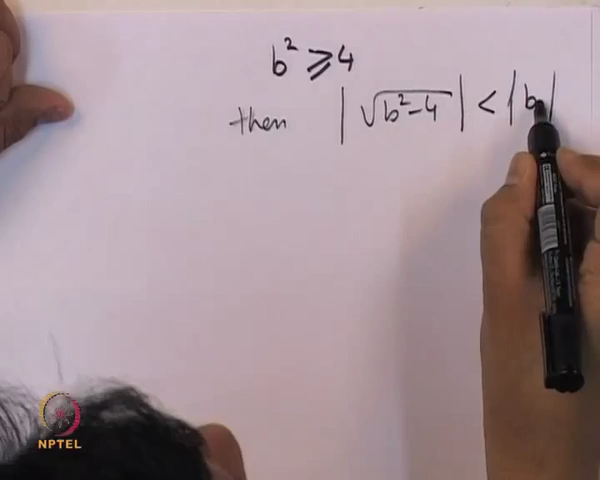 b² ⩾ 4
then | √b²-4 | < | b |
NPTEL